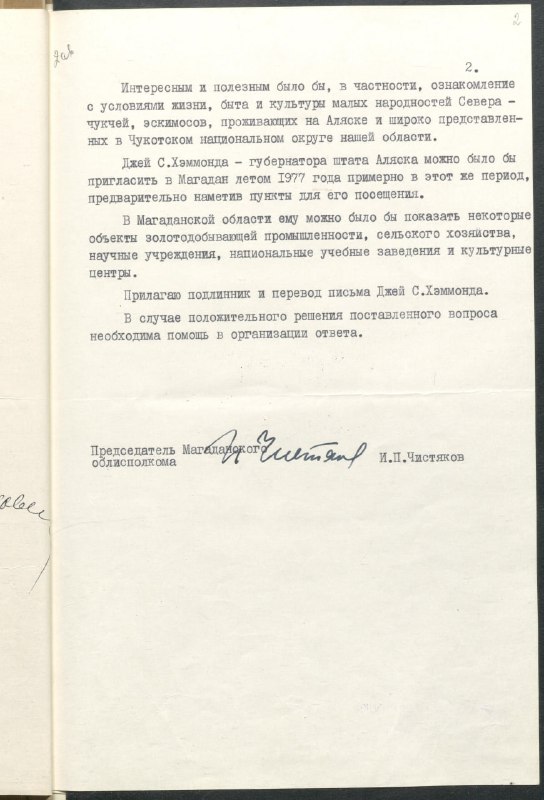 2
2.
Интересным и полезным было бы, в частности, ознакомление
с условиями жизни, быта и культуры малых народностей Севера –
чукчей, эскимосов, проживающих на Аляске и широко представлен-
ных в Чукотском национальном округе нашей области.
Джей С.Хэммонда – губернатора штата Аляска можно было бы
пригласить в Магадан летом 1977 года примерно в этот же период,
предварительно наметив пункты для его посещения.
В Магаданской области ему можно было бы показать некоторые
объекты золотодобывающей промышленности, сельского хозяйства,
научные учреждения, национальные учебные заведения и культурные
центры.
Прилагаю подлинник и перевод письма Джей С.Хэммонда.
В случае положительного решения поставленного вопроса
необходима помощь в организации ответа.
Председатель Магаданского
облисполкома И.П.Чистяков